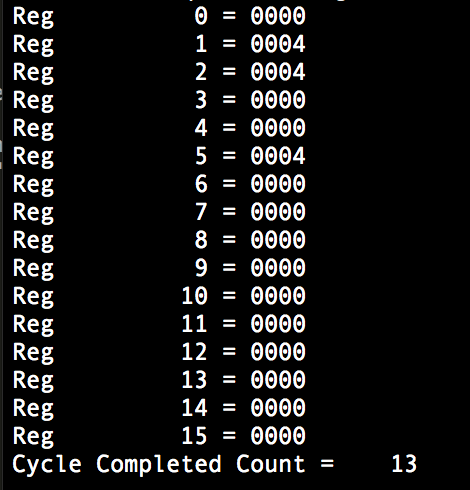 Reg          0 = 0000
Reg          1 = 0004
Reg          2 = 0004
Reg          3 = 0000
Reg          4 = 0000
Reg          5 = 0004
Reg          6 = 0000
Reg          7 = 0000
Reg          8 = 0000
Reg          9 = 0000
Reg         10 = 0000
Reg         11 = 0000
Reg         12 = 0000
Reg         13 = 0000
Reg         14 = 0000
Reg         15 = 0000
Cycle Completed Count =    13